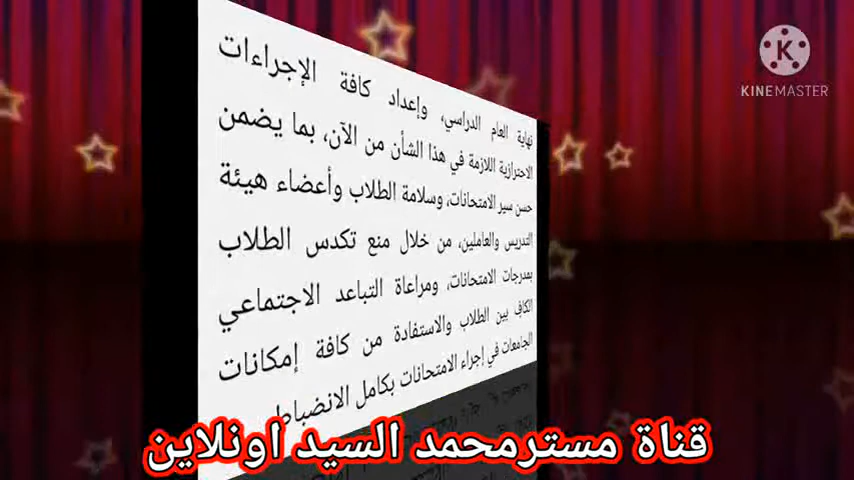 KINEMASTER
نهاية العام الدراسي، وإعداد كافة الإجراءات
الاحترازية اللازمة في هذا الشأن من الآن، بما يضمن
حسن سير الامتحانات، وسلامة الطلاب وأعضاء هيئة
التدريس والعاملين، من خلال منع تكدس الطلاب
بمدرجات الامتحانات، ومراعاة التباعد الاجتماعي
الكافِ بين الطلاب والاستفادة من كافة إمكانات
الجامعات في إجراء الامتحانات بكامل الانضباط
قناة مسترمحمد السيد اونلاين